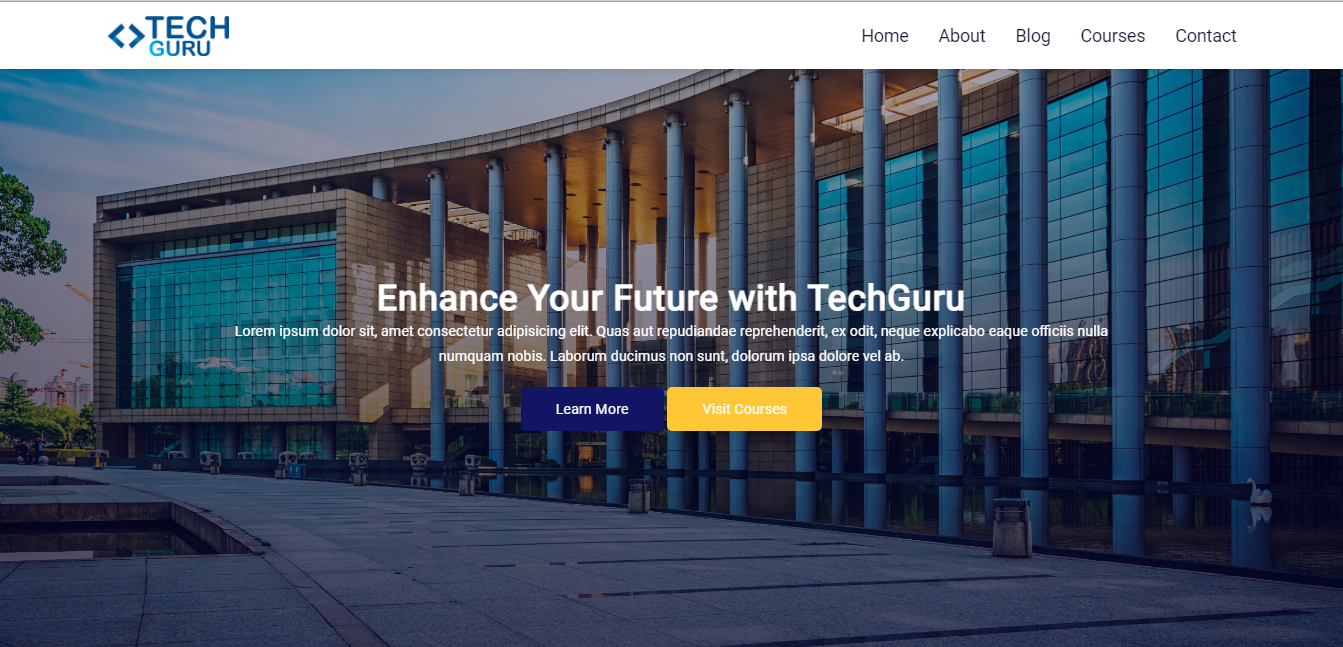 <>TECH
GURU
Home About Blog Courses Contact
Enhance Your Future with TechGuru
Lorem ipsum dolor sit, amet consectetur adipisicing elit. Quas aut repudiandae reprehenderit, ex odit, neque explicabo eaque officiis nulla
numquam nobis. Laborum ducimus non sunt, dolorum ipsa dolore vel ab.
Learn More Visit Courses